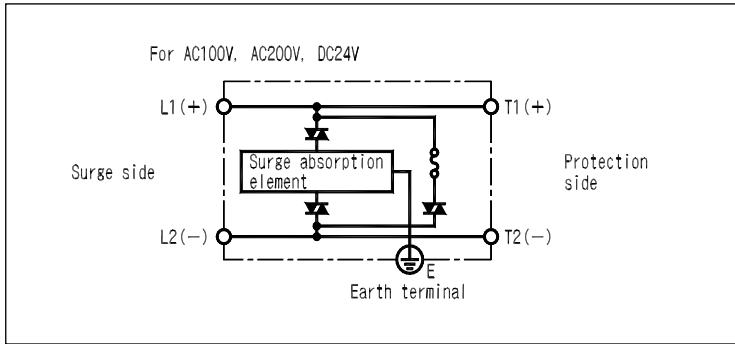 For AC100V, AC200V, DC24V
L1(+)
T1(+)
Surge side
Surge absorption
element
Protection
side
L2(−)
T2(−)
E
Earth terminal